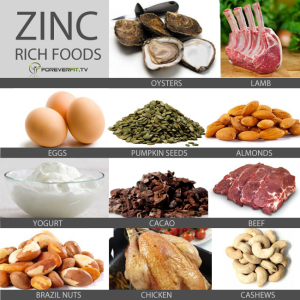 ZINC
RICH FOODS
FOREVERFIT.TV
OYSTERS
LAMB
EGGS
PUMPKIN SEEDS
ALMONDS
YOGURT
CACAO
BEEF
BRAZIL NUTS
CHICKEN
CASHEWS